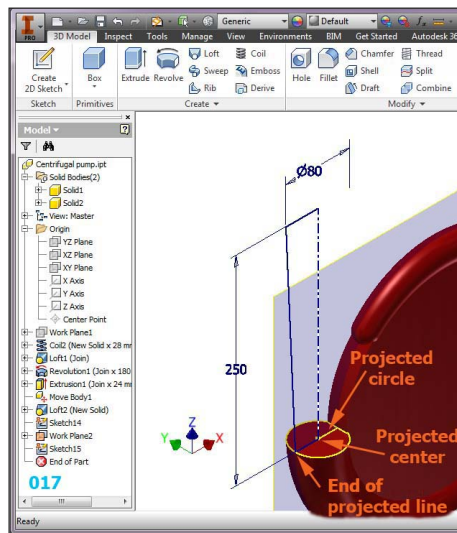 I
PRO
Generic
Default
fx
3D Model Inspect Tools Manage View Environments BIM Get Started Autodesk 36
Create
2D Sketch
Box
Extrude Revolve
Loft
Sweep
Rib
Coil
Emboss
Derive
Hole Fillet
Chamfer
Shell
Draft
Thread
Split
Combine
Sketch Primitives Create Modify
Model
Centrifugal pump.ipt
Solid Bodies(2)
Solid1
Solid2
View: Master
Origin
YZ Plane
XZ Plane
XY Plane
X Axis
Y Axis
Z Axis
Center Point
Work Plane1
Coil2 (New Solid x 28 mm
Loft1 (Join)
Revolution1 (Join x 180
Extrusion1 (Join x 24 m
Move Body1
Loft2 (New Solid)
Sketch14
Work Plane2
Sketch15
End of Part
017
Ø80
250
Z
Y
X
Projected
circle
Projected
center
End of
projected line
Ready